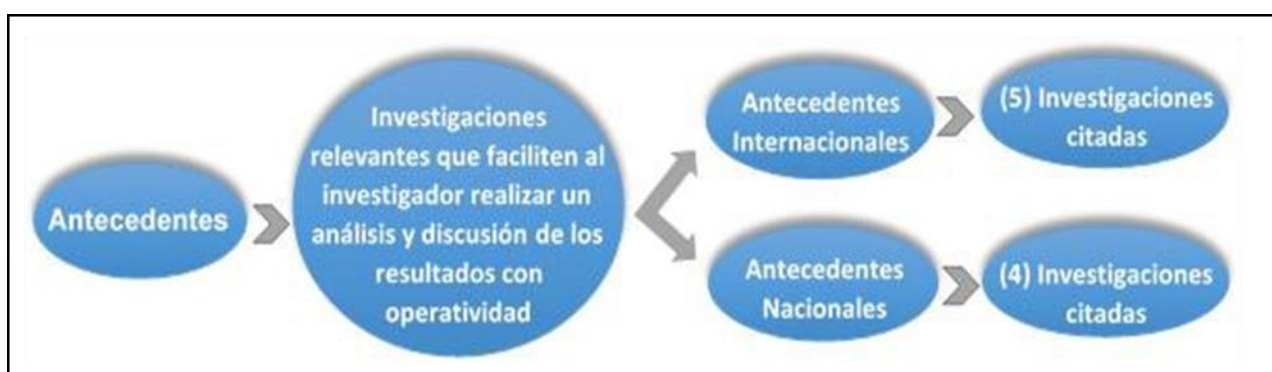 Antecedentes
Investigaciones
relevantes que faciliten al
investigador realizar un
análisis y discusión de los
resultados con
operatividad
Antecedentes
Internacionales
(5) Investigaciones
citadas
Antecedentes
Nacionales
(4) Investigaciones
citadas